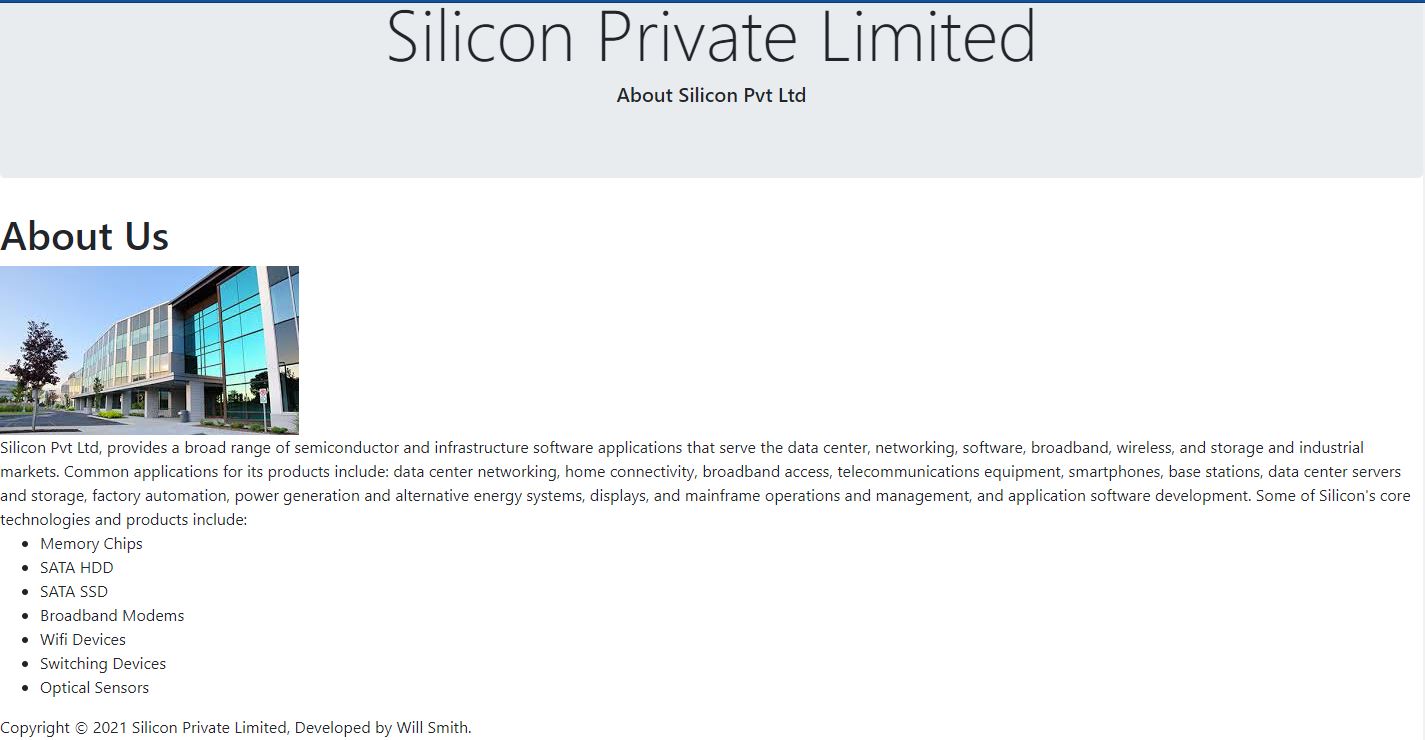 Silicon Private Limited
About Silicon Pvt Ltd
About Us
Silicon Pvt Ltd, provides a broad range of semiconductor and infrastructure software applications that serve the data center, networking, software, broadband, wireless, and storage and industrial
markets. Common applications for its products include: data center networking, home connectivity, broadband access, telecommunications equipment, smartphones, base stations, data center servers
and storage, factory automation, power generation and alternative energy systems, displays, and mainframe operations and management, and application software development. Some of Silicon's core
technologies and products include:
• Memory Chips
• SATA HDD
• SATA SSD
• Broadband Modems
• Wifi Devices
• Switching Devices
• Optical Sensors
Copyright © 2021 Silicon Private Limited, Developed by Will Smith.